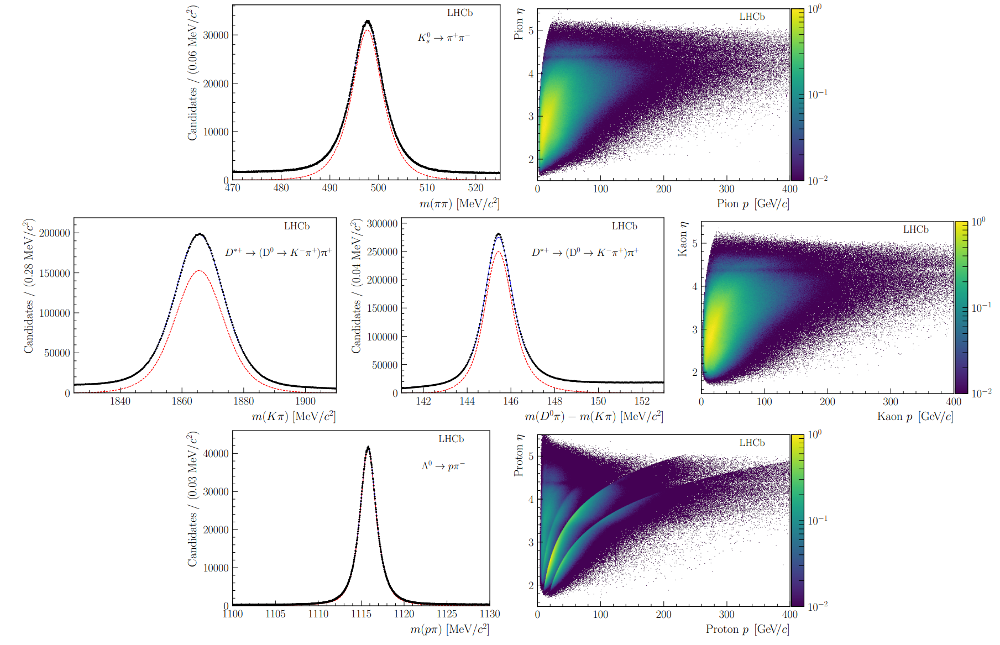 LHCb
K_s^0 → π⁺π⁻
Candidates / (0.06 MeV/c²)
30000
20000
10000
0
470 480 490 500 510 520
m(ππ) [MeV/c²]
LHCb
Pion η
5
4
3
2
0 100 200 300 400
Pion p [GeV/c]
10⁰
10⁻¹
10⁻²
LHCb
D*⁺ → (D⁰ → K⁻π⁺)π⁺
Candidates / (0.28 MeV/c²)
200000
150000
100000
50000
0
1840 1860 1880 1900
m(Kπ) [MeV/c²]
LHCb
D*⁺ → (D⁰ → K⁻π⁺)π⁺
Candidates / (0.04 MeV/c²)
300000
250000
200000
150000
100000
50000
0
142 144 146 148 150 152
m(D⁰π) − m(Kπ) [MeV/c²]
LHCb
Kaon η
5
4
3
2
0 100 200 300 400
Kaon p [GeV/c]
10⁰
10⁻¹
10⁻²
LHCb
Λ⁰ → pπ⁻
Candidates / (0.03 MeV/c²)
40000
30000
20000
10000
0
1100 1105 1110 1115 1120 1125 1130
m(pπ) [MeV/c²]
LHCb
Proton η
5
4
3
2
0 100 200 300 400
Proton p [GeV/c]
10⁰
10⁻¹
10⁻²